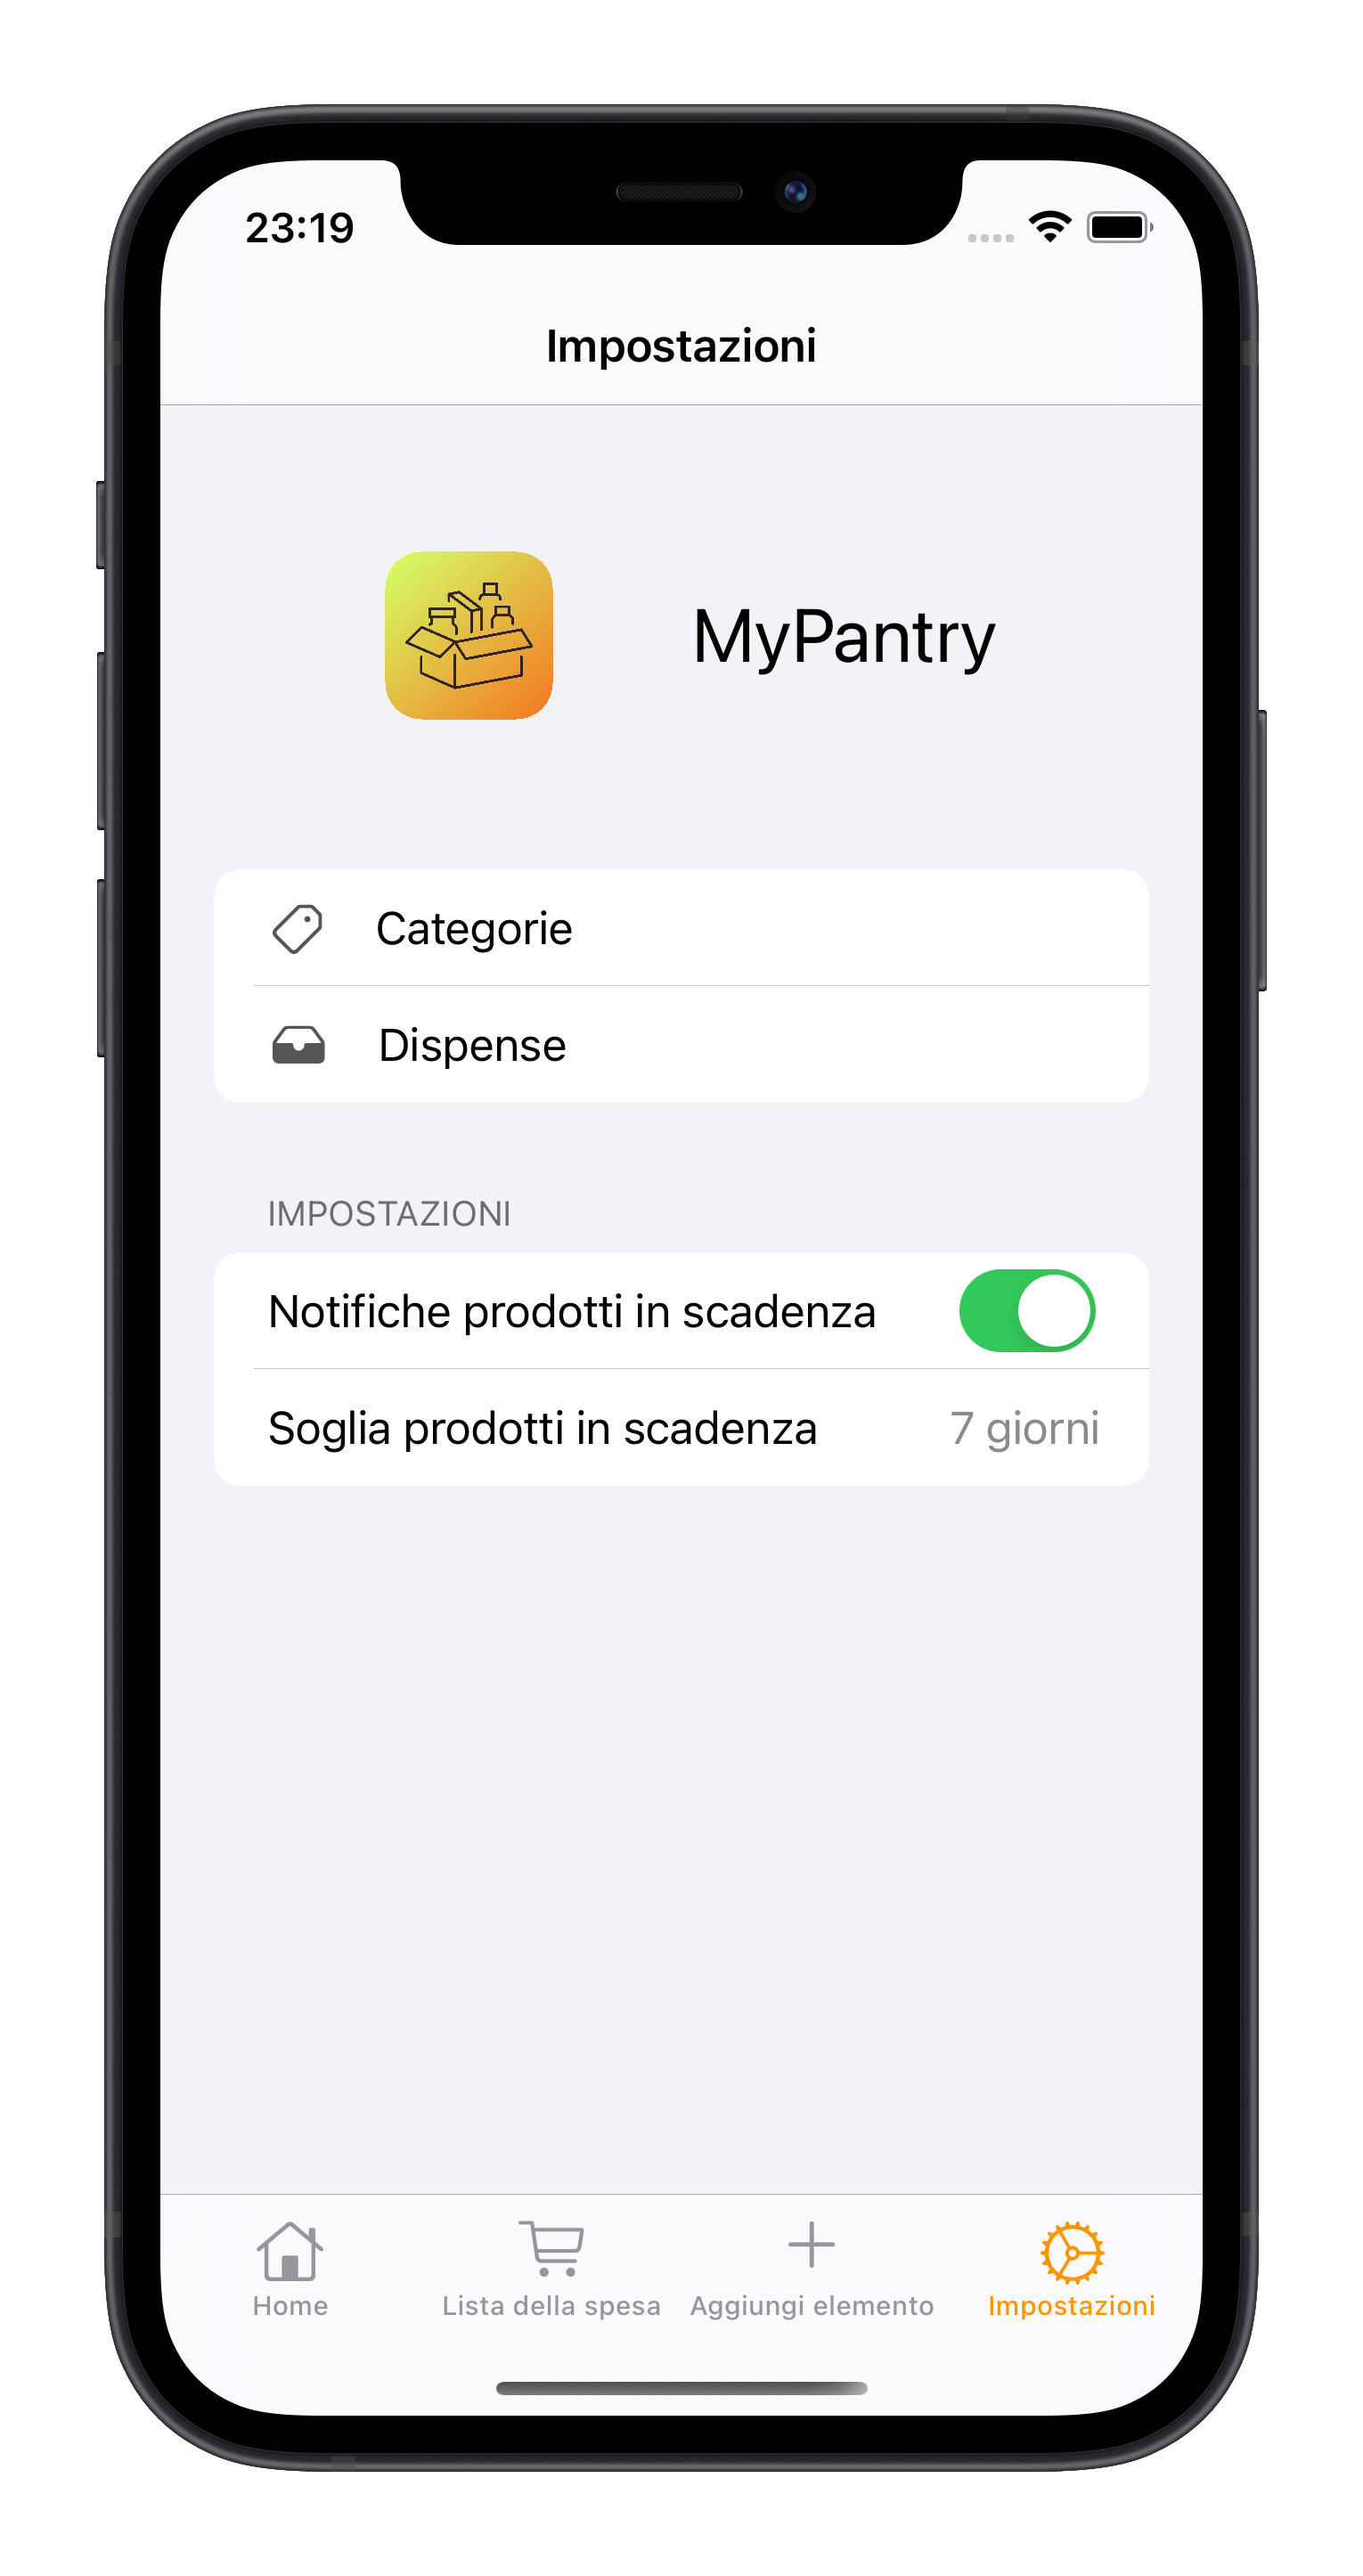 23:19
Impostazioni
MyPantry
Categorie
Dispense
IMPOSTAZIONI
Notifiche prodotti in scadenza
Soglia prodotti in scadenza 7 giorni
Home Lista della spesa Aggiungi elemento Impostazioni